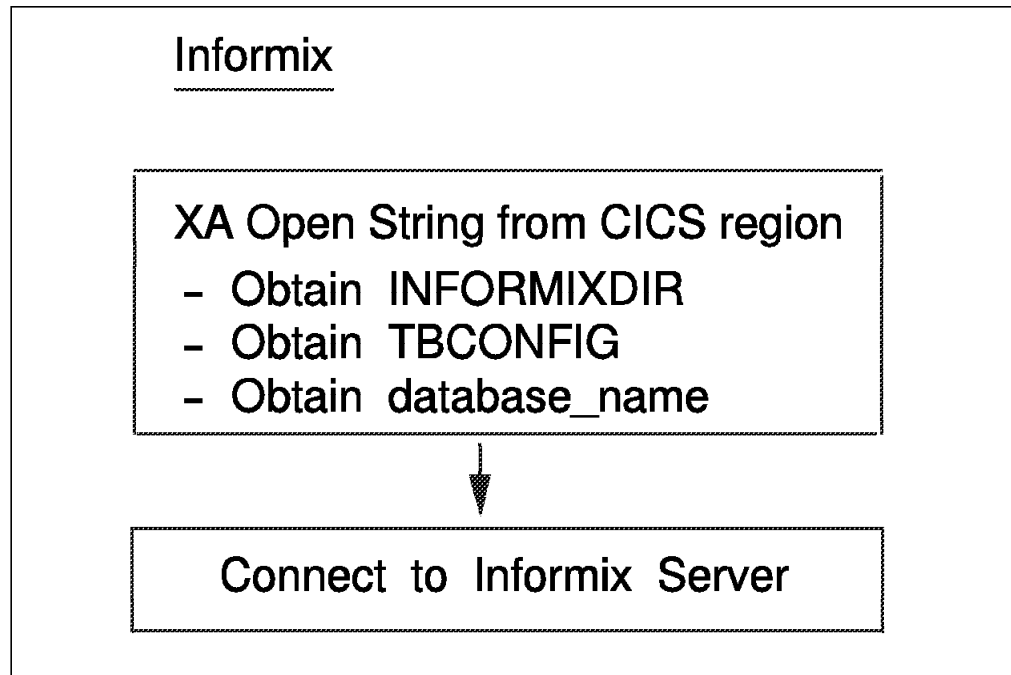 Informix
XA Open String from CICS region
- Obtain INFORMIXDIR
- Obtain TBCONFIG
- Obtain database_name
Connect to Informix Server